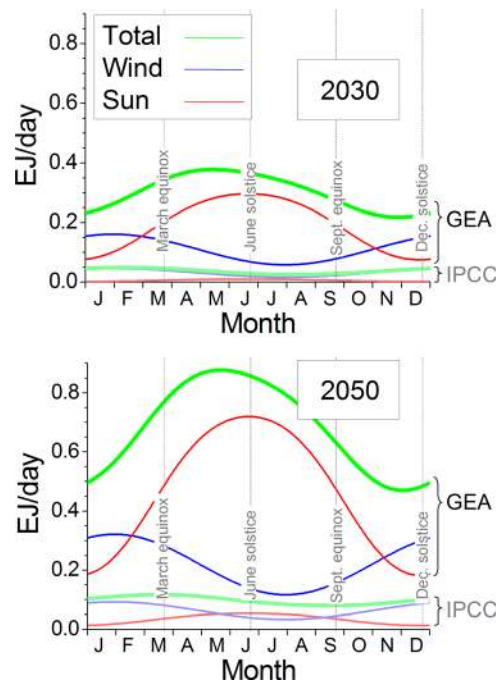 Total
Wind
Sun
2030
EJ/day
0.8
0.6
0.4
0.2
0.0
March equinox
June solstice
Sept. equinox
Dec. solstice
GEA
IPCC
J F M A M J J A S O N D
Month
2050
EJ/day
0.8
0.6
0.4
0.2
0.0
March equinox
June solstice
Sept. equinox
Dec. solstice
GEA
IPCC
J F M A M J J A S O N D
Month